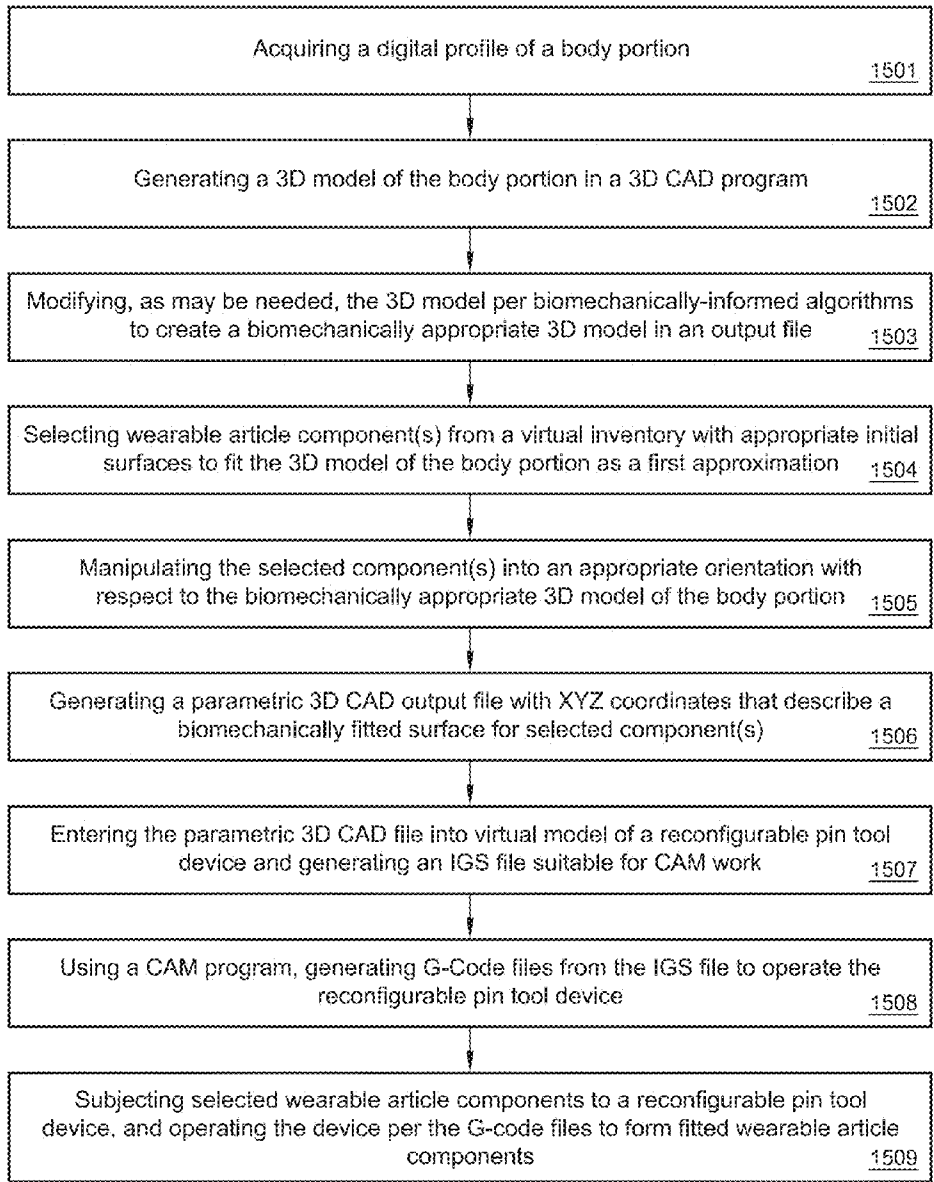 Acquiring a digital profile of a body portion
1501
Generating a 3D model of the body portion in a 3D CAD program
1502
Modifying, as may be needed, the 3D model per biomechanically-informed algorithms
to create a biomechanically appropriate 3D model in an output file
1503
Selecting wearable article component(s) from a virtual inventory with appropriate initial
surfaces to fit the 3D model of the body portion as a first approximation
1504
Manipulating the selected component(s) into an appropriate orientation with
respect to the biomechanically appropriate 3D model of the body portion
1505
Generating a parametric 3D CAD output file with XYZ coordinates that describe a
biomechanically fitted surface for selected component(s)
1506
Entering the parametric 3D CAD file into virtual model of a reconfigurable pin tool
device and generating an IGS file suitable for CAM work
1507
Using a CAM program, generating G-Code files from the IGS file to operate the
reconfigurable pin tool device
1508
Subjecting selected wearable article components to a reconfigurable pin tool
device, and operating the device per the G-code files to form fitted wearable article
components
1509